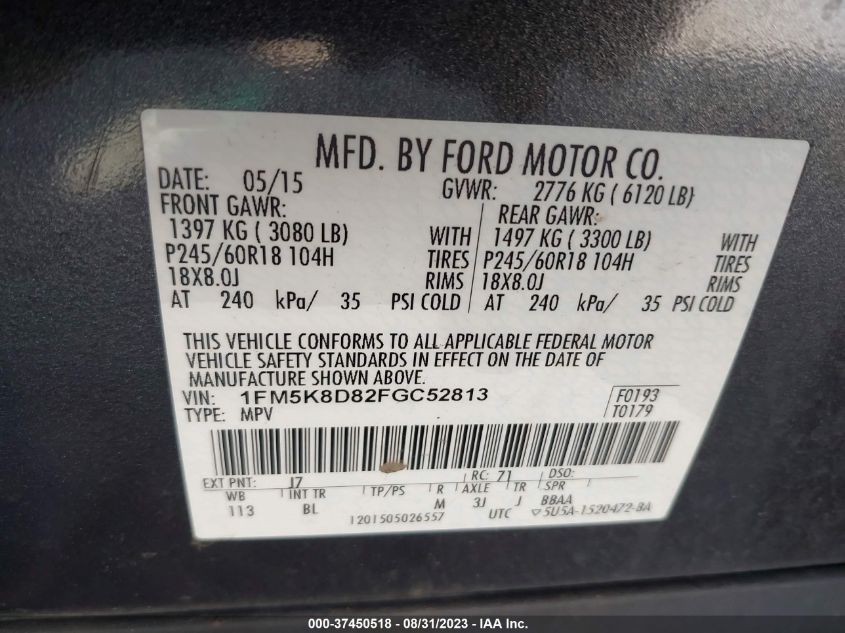 MFD. BY FORD MOTOR CO.
DATE: 05/15 GVWR: 2776 KG ( 6120 LB)
FRONT GAWR: REAR GAWR:
1397 KG ( 3080 LB) WITH 1497 KG ( 3300 LB) WITH
P245/60R18 104H TIRES P245/60R18 104H TIRES
18X8.0J RIMS 18X8.0J RIMS
AT 240 kPa/ 35 PSI COLD AT 240 kPa/ 35 PSI COLD
THIS VEHICLE CONFORMS TO ALL APPLICABLE FEDERAL MOTOR
VEHICLE SAFETY STANDARDS IN EFFECT ON THE DATE OF
MANUFACTURE SHOWN ABOVE.
VIN: 1FM5K8D82FGC52813 F0193
TYPE: MPV T0179
EXT PNT: J7 RC: 71 DSO:
WB INT TR TP/PS R AXLE TR SPR
113 BL M 3J J BBAA
1201505026557 UTC 5U5A-1520472-BA
000-37450518 - 08/31/2023 - IAA Inc.